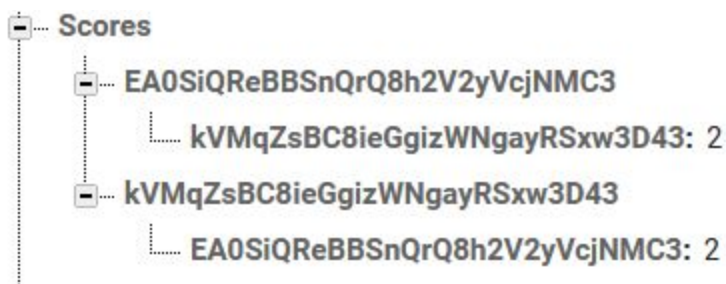 Scores
EA0SiQReBBSnQrQ8h2V2yVcjNMC3
kVMqZsBC8ieGgizWNgayRSxw3D43: 2
kVMqZsBC8ieGgizWNgayRSxw3D43
EA0SiQReBBSnQrQ8h2V2yVcjNMC3: 2